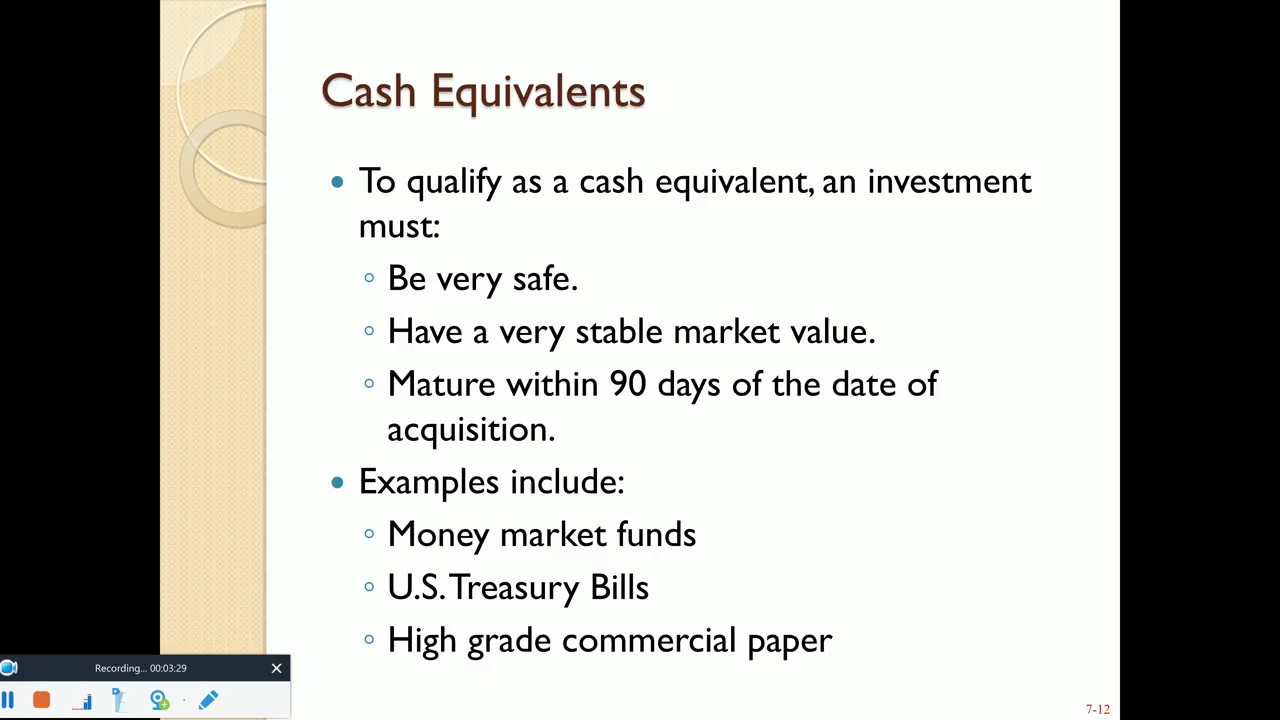 Cash Equivalents
To qualify as a cash equivalent, an investment
must:
Be very safe.
Have a very stable market value.
Mature within 90 days of the date of
acquisition.
Examples include:
Money market funds
U.S. Treasury Bills
High grade commercial paper
Recording... 00:03:29
7-12